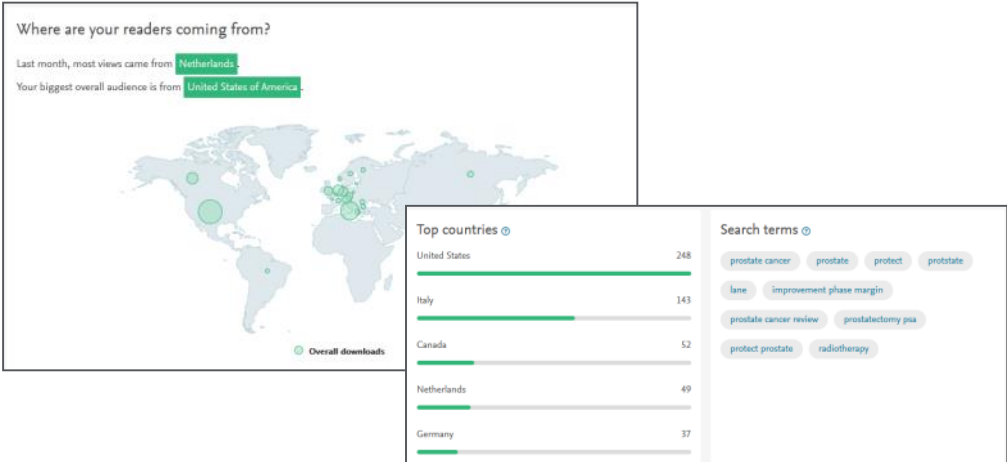 Where are your readers coming from?
Last month, most views came from Netherlands.
Your biggest overall audience is from United States of America.
Overall downloads
Top countries
United States 248
Italy 143
Canada 52
Netherlands 49
Germany 37
Search terms
prostate cancer prostate protect protstate
lane improvement phase margin
prostate cancer review prostatectomy psa
protect prostate radiotherapy